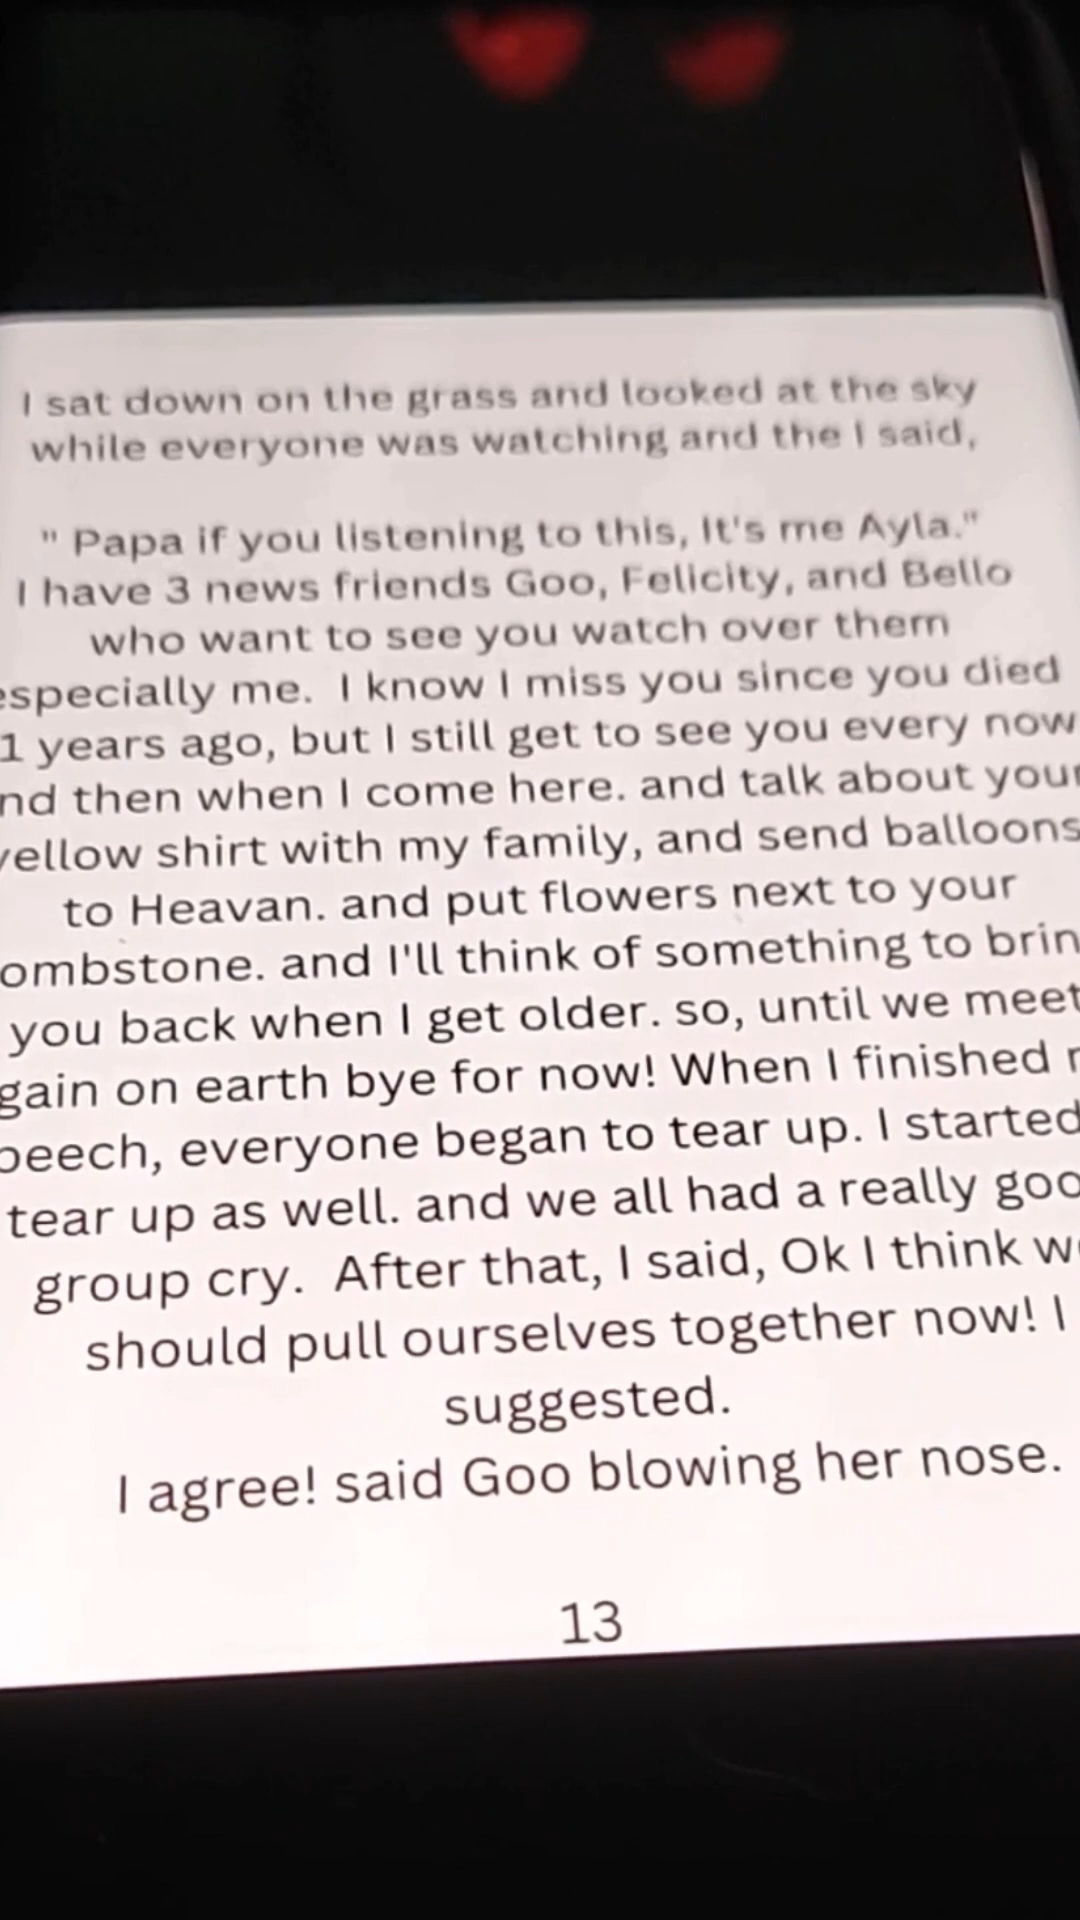 I sat down on the grass and looked at the sky
while everyone was watching and the I said,
" Papa if you listening to this, It's me Ayla."
I have 3 news friends Goo, Felicity, and Bello
who want to see you watch over them
especially me. I know I miss you since you died
1 years ago, but I still get to see you every now
nd then when I come here. and talk about your
yellow shirt with my family, and send balloons
to Heavan. and put flowers next to your
ombstone. and I'll think of something to brin
you back when I get older. so, until we meet
gain on earth bye for now! When I finished
peech, everyone began to tear up. I started
tear up as well. and we all had a really goo
group cry. After that, I said, Ok I think we
should pull ourselves together now! I
suggested.
I agree! said Goo blowing her nose.
13